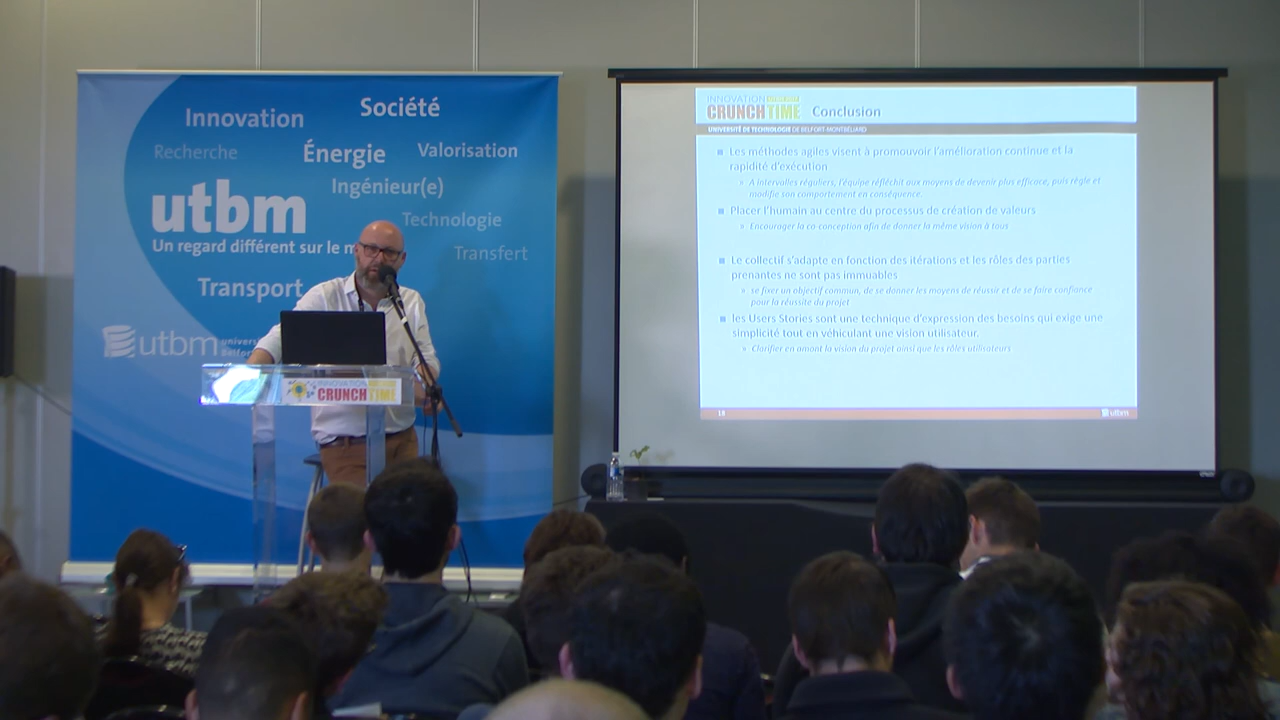 Société
Innovation
Recherche
Énergie
Valorisation
Ingénieur(e)
utbm
Technologie
Un regard différent sur le m
Transfert
Transport
utbm
INNOVATION
CRUNCH TIME
INNOVATION
CRUNCH TIME
Conclusion
UNIVERSITÉ DE TECHNOLOGIE DE BELFORT-MONTBÉLIARD
Les méthodes agiles visent à promouvoir l'amélioration continue et la
rapidité d'exécution
A intervalles réguliers, l'équipe réfléchit aux moyens de devenir plus efficace, puis règle et
modifie son comportement en conséquence.
Placer l'humain au centre du processus de création de valeurs
Encourager la co-conception afin de donner la même vision à tous
Le collectif s'adapte en fonction des itérations et les rôles des parties
prenantes ne sont pas immuables
se fixer un objectif commun, de se donner les moyens de réussir et de se faire confiance
pour la réussite du projet
les Users Stories sont une technique d'expression des besoins qui exige une
simplicité tout en véhiculant une vision utilisateur.
Clarifier en amont la vision du projet ainsi que les rôles utilisateurs
utbm